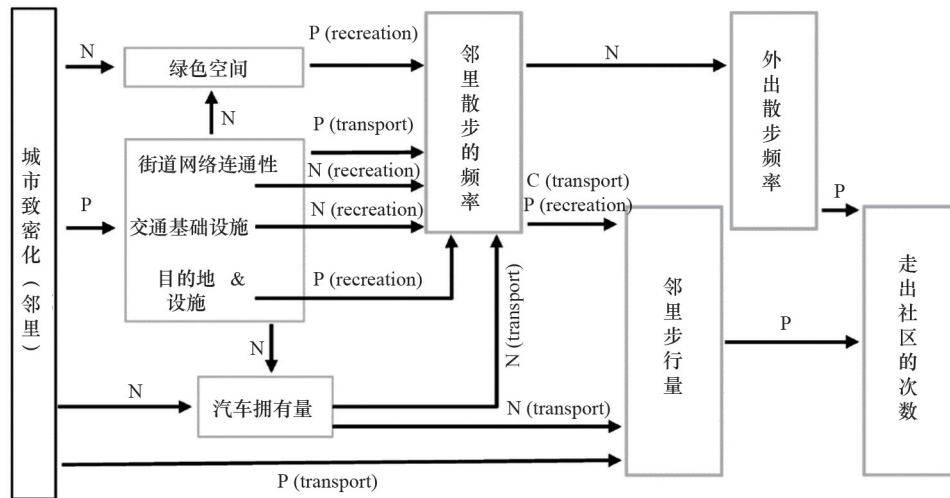 城市致密化（邻里）
N
绿色空间
P (recreation)
N
P
街道网络连通性
交通基础设施
目的地 &
设施
P (transport)
N (recreation)
N (recreation)
P (recreation)
N
N
汽车拥有量
N (transport)
N (transport)
P (transport)
邻里散步的频率
N
C (transport)
P (recreation)
外出散步频率
P
邻里步行量
P
走出社区的次数